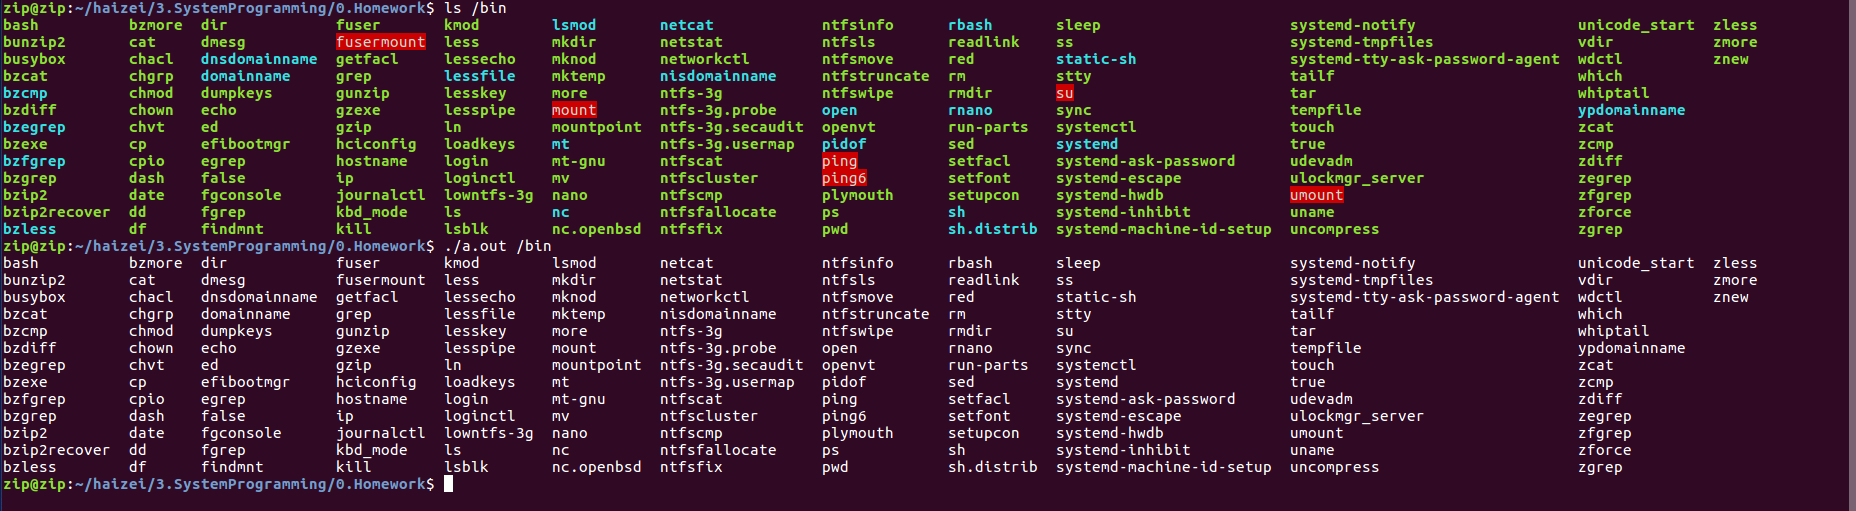 zip@zip:~/haizei/3.SystemProgramming/0.Homework$ ls /bin
bash bzmore dir fuser kmod lsmod netcat ntfsinfo rbash sleep systemd-notify unicode_start zless
bunzip2 cat dmesg fusermount less mkdir netstat ntfsls readlink ss systemd-tmpfiles vdir zmore
busybox chacl dnsdomainname getfacl lessecho mknod networkctl ntfsmove red static-sh systemd-tty-ask-password-agent wdctl znew
bzcat chgrp domainname grep lessfile mktemp nisdomainname ntfstruncate rm stty tailf which
bzcmp chmod dumpkeys gunzip lesskey more ntfs-3g ntfswipe rmdir su tar whiptail
bzdiff chown echo gzexe lesspipe mount ntfs-3g.probe open rnano sync tempfile ypdomainname
bzegrep chvt ed gzip ln mountpoint ntfs-3g.secaudit openvt run-parts systemctl touch zcat
bzexe cp efibootmgr hciconfig loadkeys mt ntfs-3g.usermap pidof sed systemd true zcmp
bzfgrep cpio egrep hostname login mt-gnu ntfscat ping setfacl systemd-ask-password udevadm zdiff
bzgrep dash false ip loginctl mv ntfscluster ping6 setfont systemd-escape ulockmgr_server zegrep
bzip2 date fgconsole journalctl lowntfs-3g nano ntfscmp plymouth setupcon systemd-hwdb umount zfgrep
bzip2recover dd fgrep kbd_mode ls nc ntfsfallocate ps sh systemd-inhibit uname zforce
bzless df findmnt kill lsblk nc.openbsd ntfsfix pwd sh.distrib systemd-machine-id-setup uncompress zgrep
zip@zip:~/haizei/3.SystemProgramming/0.Homework$ ./a.out /bin
bash bzmore dir fuser kmod lsmod netcat ntfsinfo rbash sleep systemd-notify unicode_start zless
bunzip2 cat dmesg fusermount less mkdir netstat ntfsls readlink ss systemd-tmpfiles vdir zmore
busybox chacl dnsdomainname getfacl lessecho mknod networkctl ntfsmove red static-sh systemd-tty-ask-password-agent wdctl znew
bzcat chgrp domainname grep lessfile mktemp nisdomainname ntfstruncate rm stty tailf which
bzcmp chmod dumpkeys gunzip lesskey more ntfs-3g ntfswipe rmdir su tar whiptail
bzdiff chown echo gzexe lesspipe mount ntfs-3g.probe open rnano sync tempfile ypdomainname
bzegrep chvt ed gzip ln mountpoint ntfs-3g.secaudit openvt run-parts systemctl touch zcat
bzexe cp efibootmgr hciconfig loadkeys mt ntfs-3g.usermap pidof sed systemd true zcmp
bzfgrep cpio egrep hostname login mt-gnu ntfscat ping setfacl systemd-ask-password udevadm zdiff
bzgrep dash false ip loginctl mv ntfscluster ping6 setfont systemd-escape ulockmgr_server zegrep
bzip2 date fgconsole journalctl lowntfs-3g nano ntfscmp plymouth setupcon systemd-hwdb umount zfgrep
bzip2recover dd fgrep kbd_mode ls nc ntfsfallocate ps sh systemd-inhibit uname zforce
bzless df findmnt kill lsblk nc.openbsd ntfsfix pwd sh.distrib systemd-machine-id-setup uncompress zgrep
zip@zip:~/haizei/3.SystemProgramming/0.Homework$